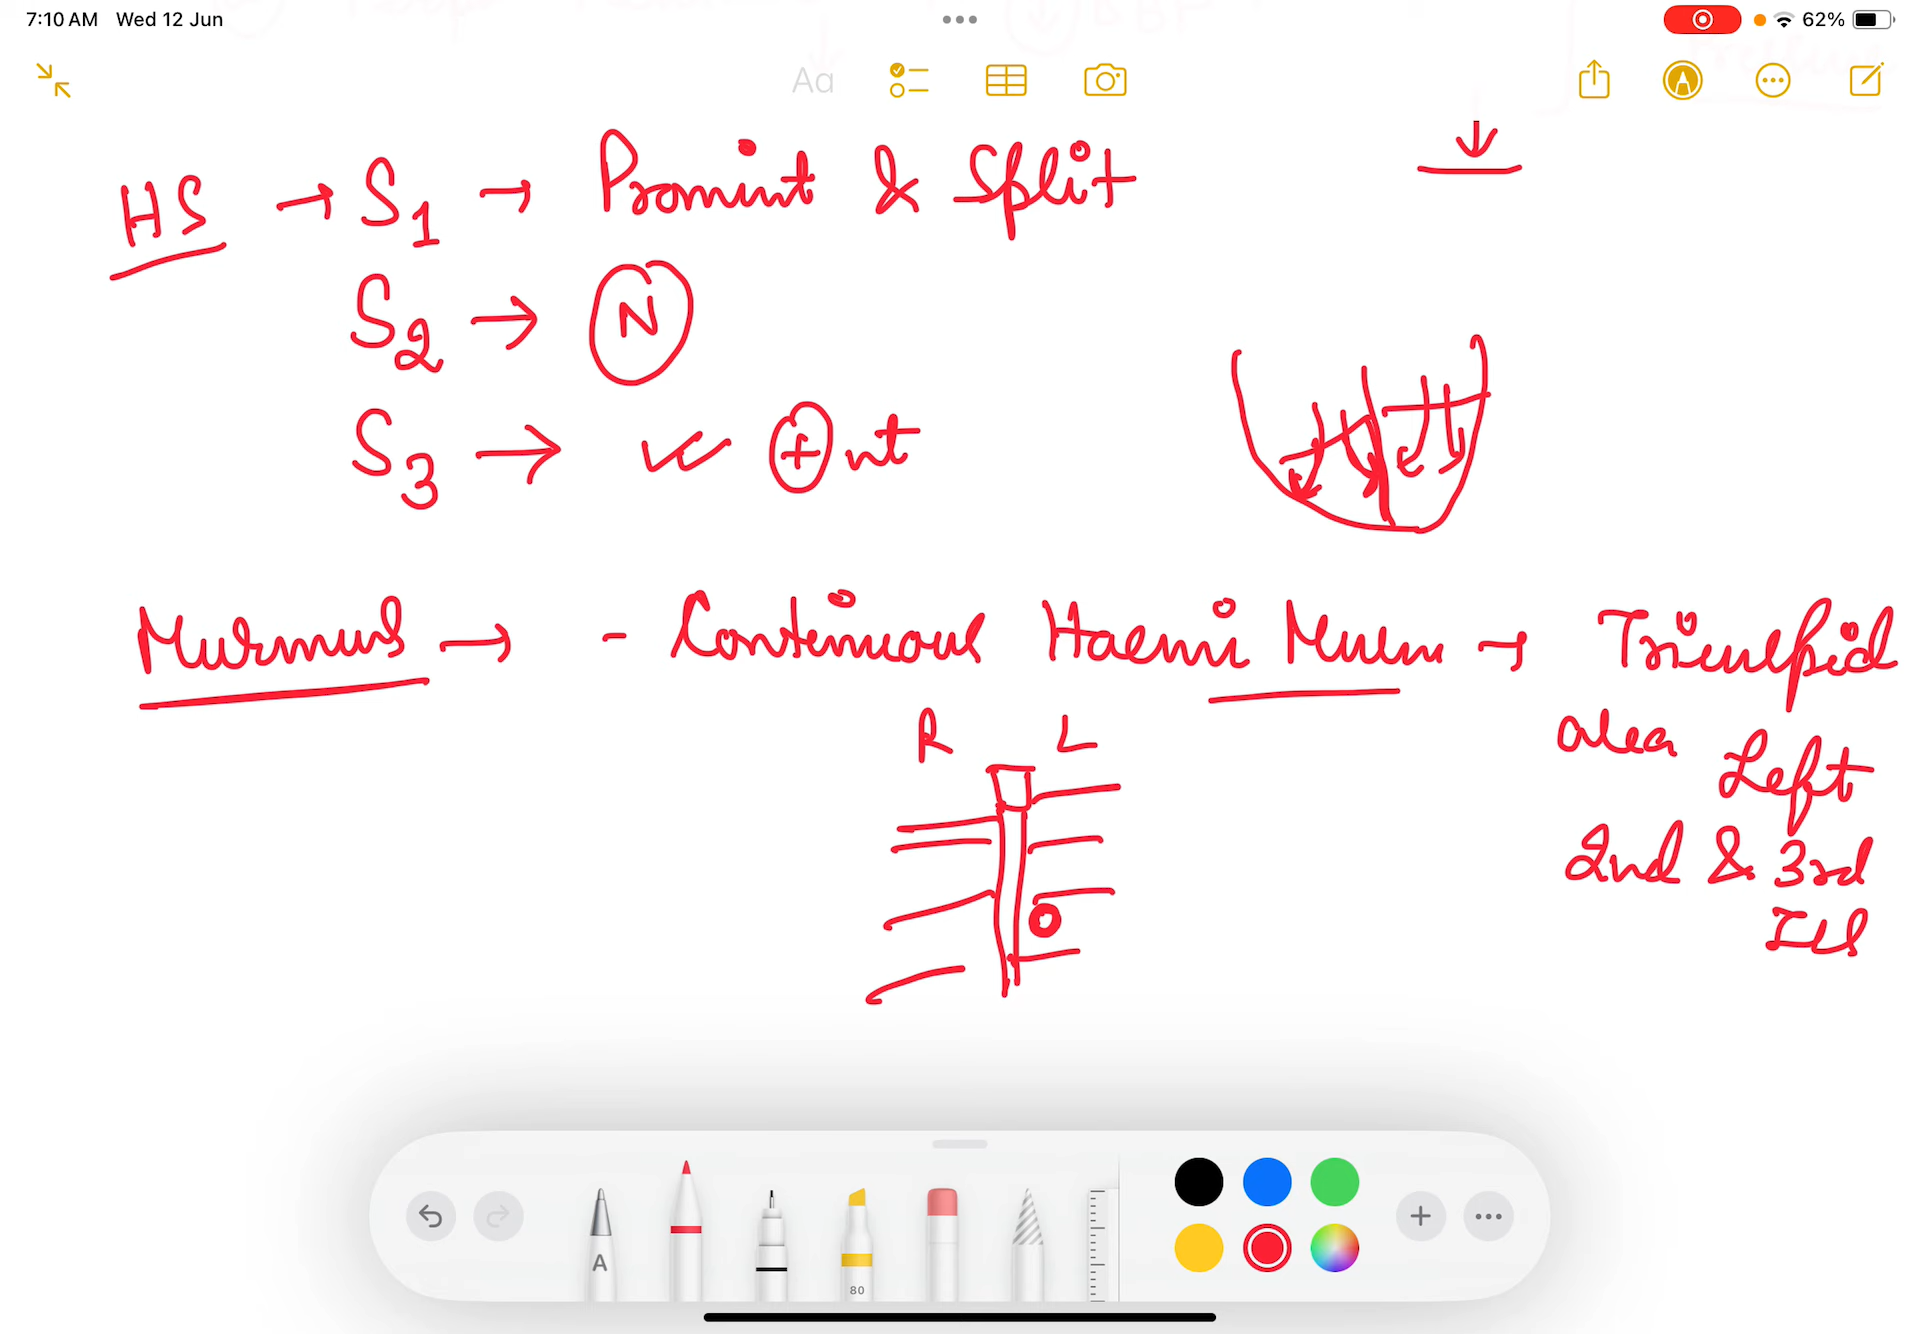 7:10 AM Wed 12 Jun
62%
Aa
HS → S1 → Promint & Split
S2 → N
S3 → ✓ + nt
Murmurs → - Continuous Haemi Murm → Tricuspid
area Left
2nd & 3rd
ICS
R L
A
80